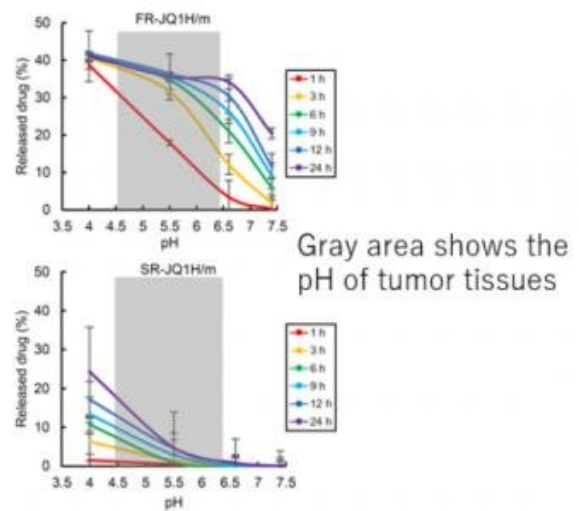 FR-JQ1H/m
50
40
30
20
10
0
Released drug (%)
3.5 4 4.5 5 5.5 6 6.5 7 7.5
pH
1 h
3 h
6 h
9 h
12 h
24 h
Gray area shows the
pH of tumor tissues
SR-JQ1H/m
50
40
30
20
10
0
Released drug (%)
3.5 4 4.5 5 5.5 6 6.5 7 7.5
pH
1 h
3 h
6 h
9 h
12 h
24 h